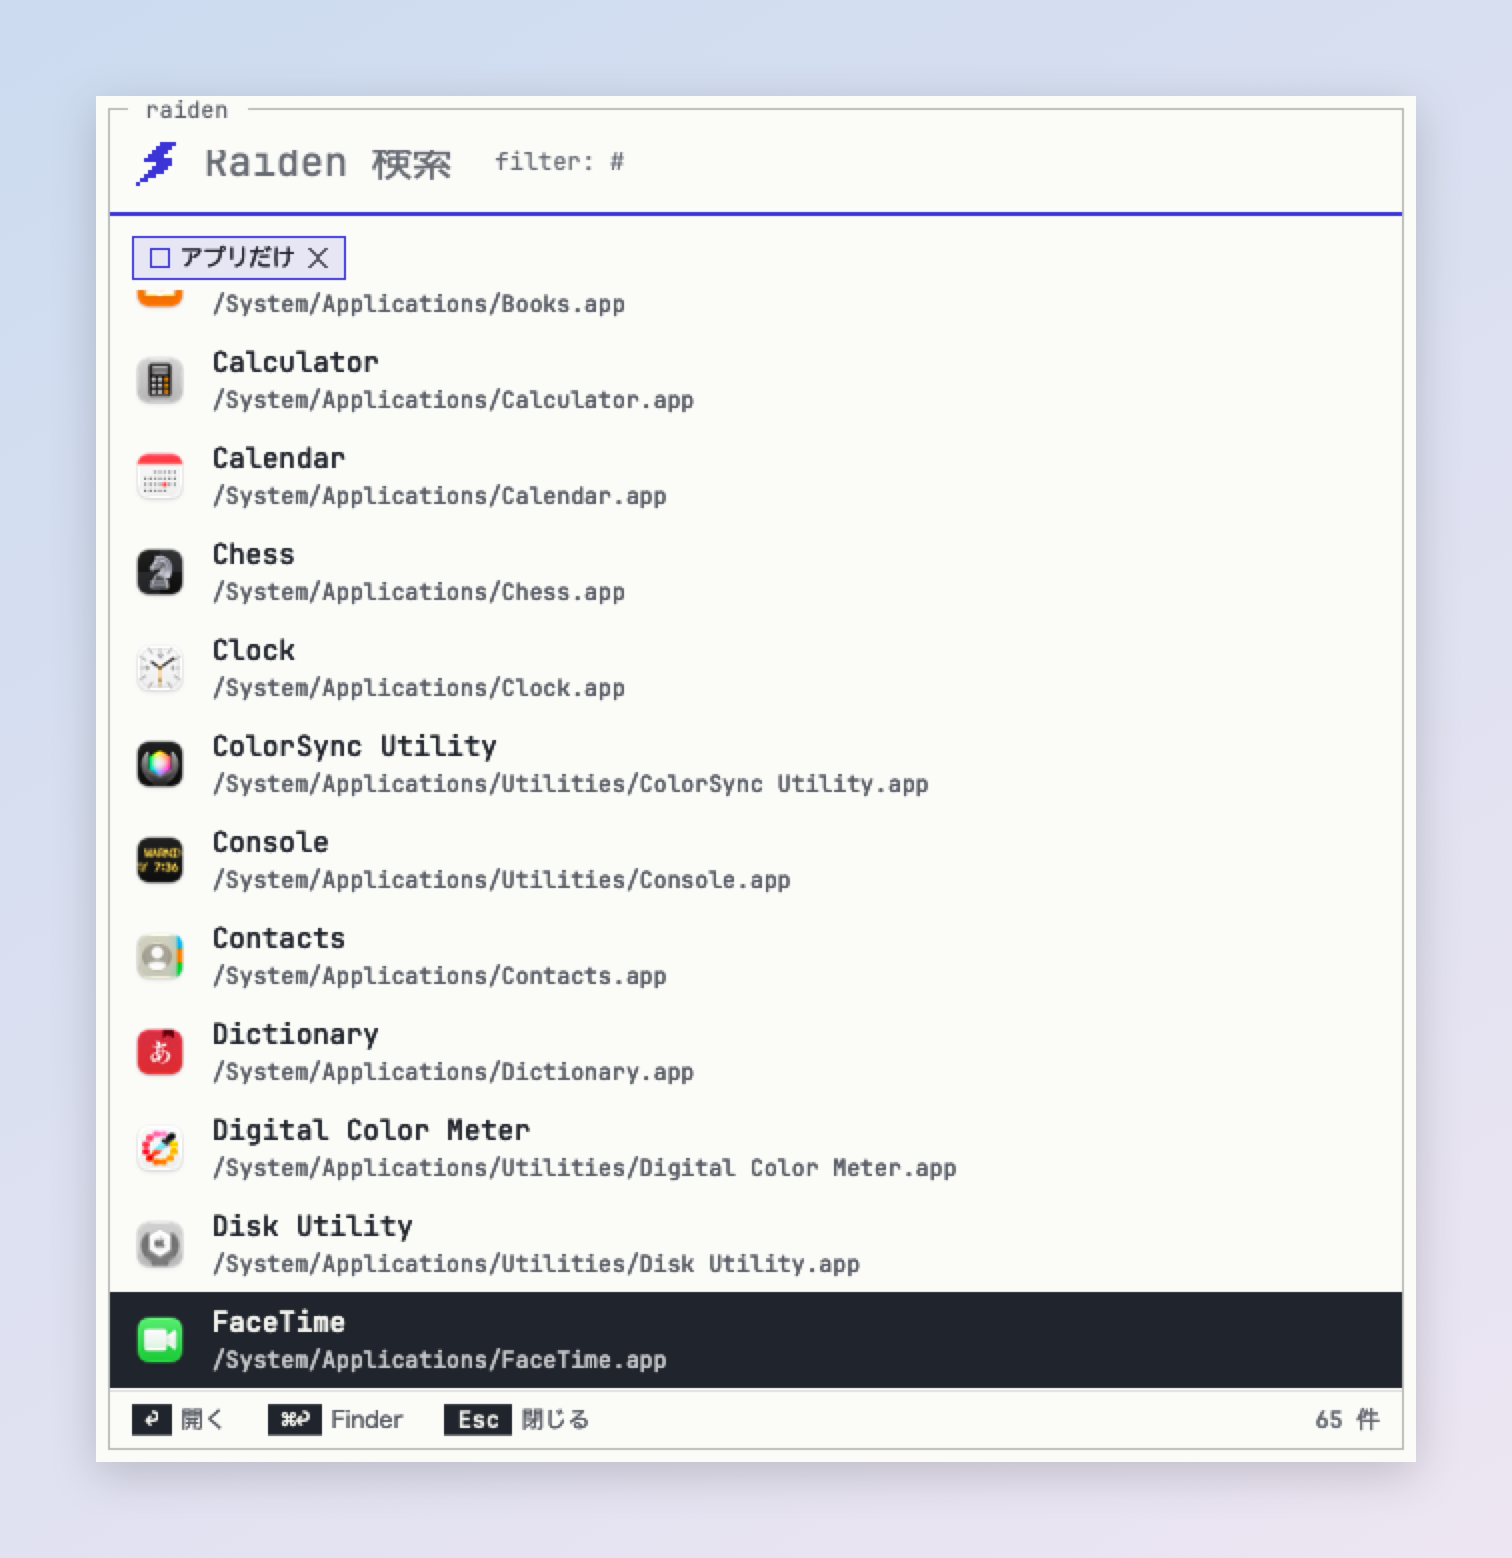 raiden
Raiden 検索 filter: #
アプリだけ
/System/Applications/Books.app
Calculator
/System/Applications/Calculator.app
Calendar
/System/Applications/Calendar.app
Chess
/System/Applications/Chess.app
Clock
/System/Applications/Clock.app
ColorSync Utility
/System/Applications/Utilities/ColorSync Utility.app
Console
/System/Applications/Utilities/Console.app
Contacts
/System/Applications/Contacts.app
Dictionary
/System/Applications/Dictionary.app
Digital Color Meter
/System/Applications/Utilities/Digital Color Meter.app
Disk Utility
/System/Applications/Utilities/Disk Utility.app
FaceTime
/System/Applications/FaceTime.app
⏎ 開く ⌘⏎ Finder Esc 閉じる 65 件